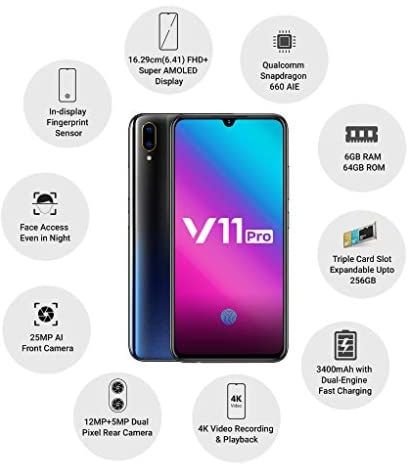 16.29cm(6.41) FHD+
Super AMOLED
Display
Qualcomm
Snapdragon
660 AIE
In-display
Fingerprint
Sensor
6GB RAM
64GB ROM
Face Access
Even in Night
V11 Pro
Triple Card Slot
Expandable Upto
256GB
25MP AI
Front Camera
3400mAh with
Dual-Engine
Fast Charging
12MP+5MP Dual
Pixel Rear Camera
4K
Video
4K Video Recording
& Playback